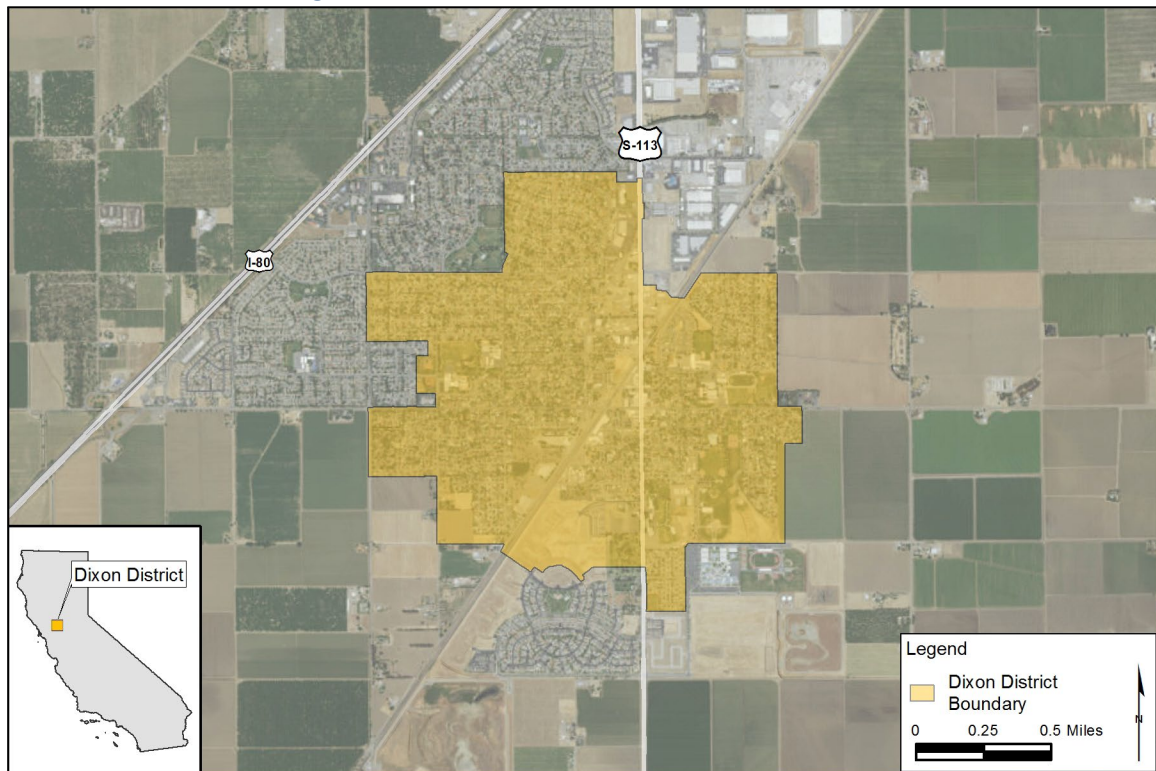 S-113
I-80
Dixon District
Legend
Dixon District
Boundary
0 0.25 0.5 Miles
N